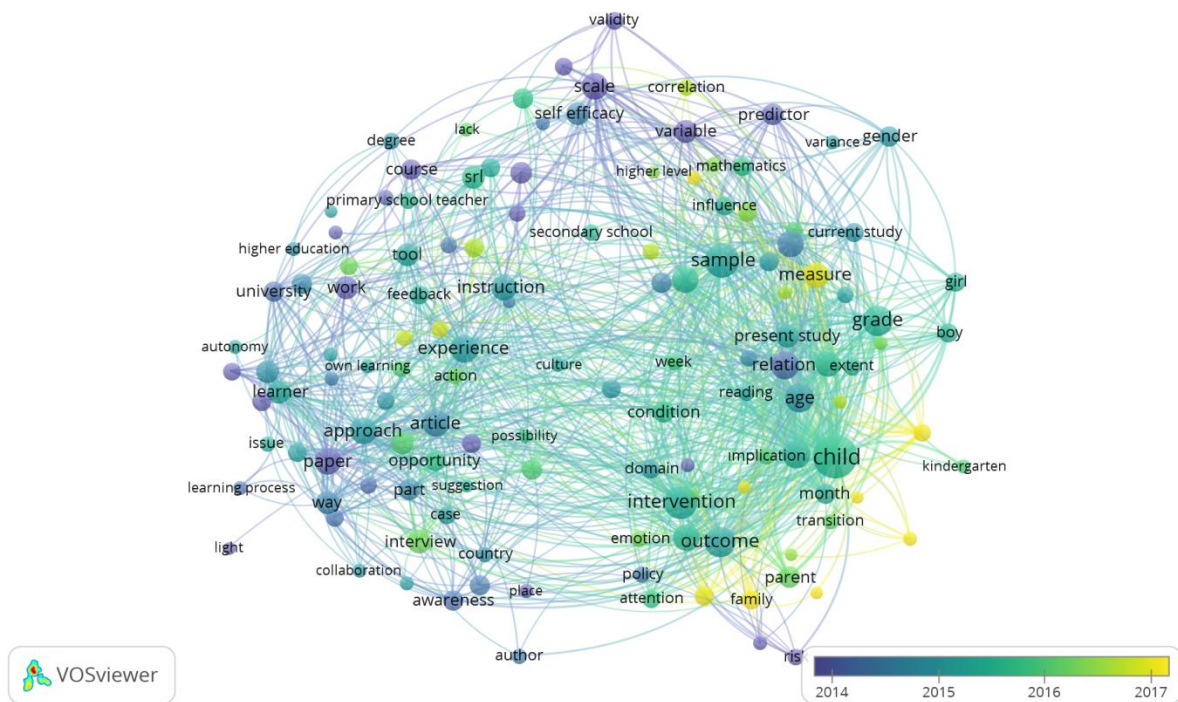 validity
scale
correlation
self efficacy
variable
predictor
lack
degree
variance
gender
course
srl
higher level
mathematics
primary school teacher
influence
secondary school
current study
higher education
tool
sample
measure
university
work
feedback
instruction
girl
grade
present study
boy
autonomy
experience
own learning
action
culture
week
relation
extent
learner
reading
age
condition
article
approach
possibility
issue
paper
opportunity
implication
child
domain
kindergarten
learning process
way
part
suggestion
intervention
month
case
transition
light
interview
country
emotion
outcome
collaboration
policy
parent
place
awareness
attention
family
author
VOSviewer
2014 2015 2016 2017